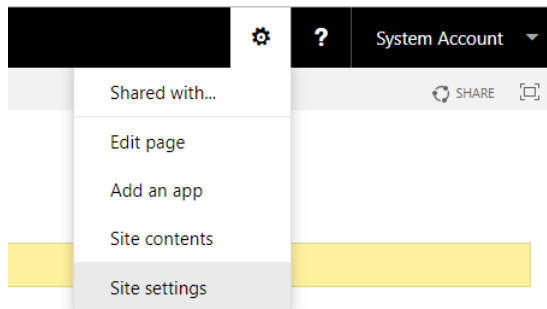 ? System Account
Shared with...
SHARE
Edit page
Add an app
Site contents
Site settings